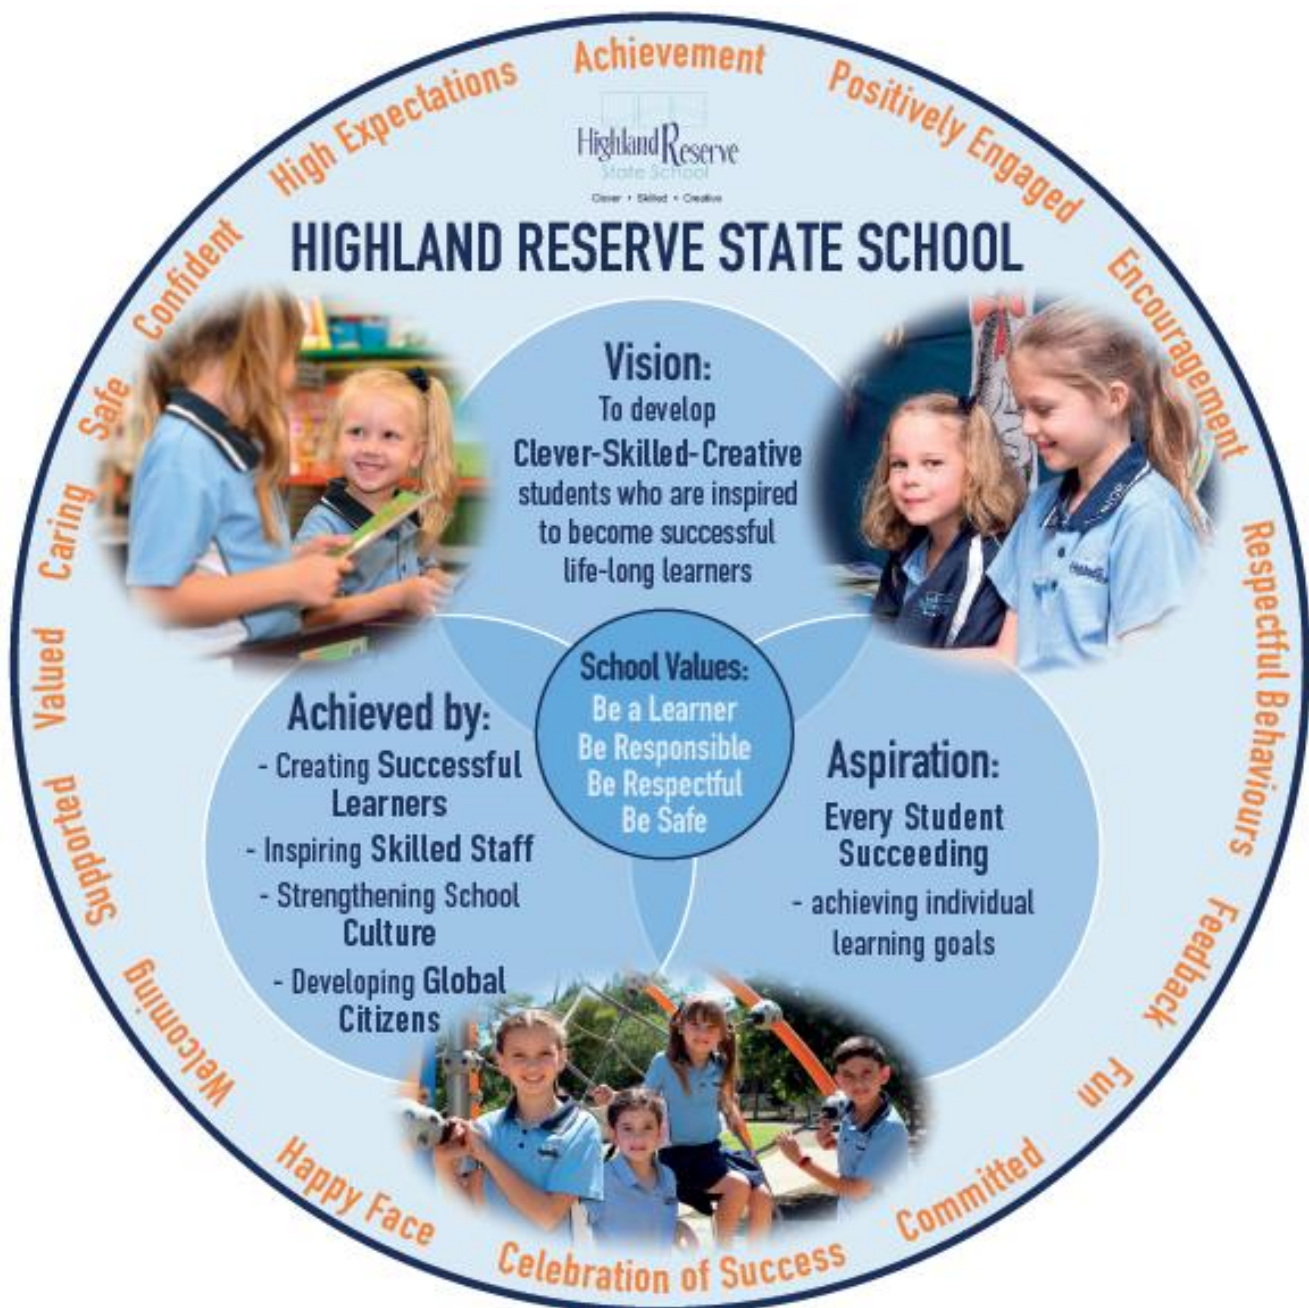 Achievement
Positively Engaged
Encouragement
Respectful Behaviours
Feedback
Fun
Committed
Celebration of Success
Happy Face
Welcoming
Supported
Valued
Caring
Safe
Confident
High Expectations
Highland Reserve
State School
Clever • Skilled • Creative
HIGHLAND RESERVE STATE SCHOOL
Vision:
To develop
Clever-Skilled-Creative
students who are inspired
to become successful
life-long learners
School Values:
Be a Learner
Be Responsible
Be Respectful
Be Safe
Achieved by:
- Creating Successful
Learners
- Inspiring Skilled Staff
- Strengthening School
Culture
- Developing Global
Citizens
Aspiration:
Every Student
Succeeding
- achieving individual
learning goals